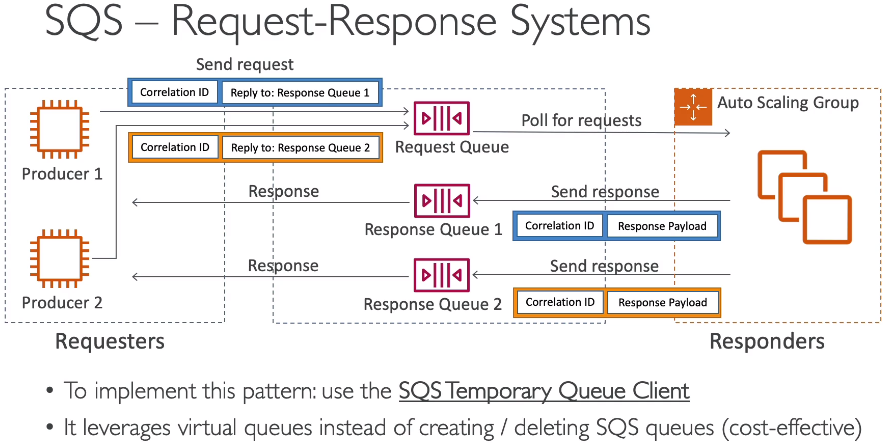 SQS – Request-Response Systems
Send request
Correlation ID Reply to: Response Queue 1
Auto Scaling Group
Poll for requests
Correlation ID Reply to: Response Queue 2
Request Queue
Producer 1
Response
Send response
Response Queue 1
Correlation ID Response Payload
Response
Send response
Producer 2
Response Queue 2
Correlation ID Response Payload
Requesters
Responders
• To implement this pattern: use the SQS Temporary Queue Client
• It leverages virtual queues instead of creating / deleting SQS queues (cost-effective)